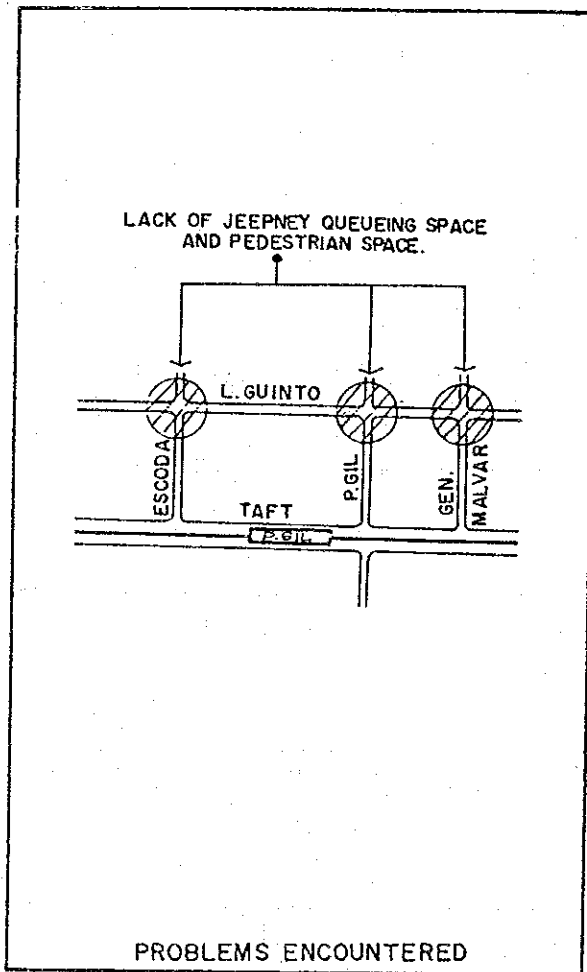 LACK OF JEEPNEY QUEUEING SPACE
AND PEDESTRIAN SPACE.
L. GUINTO
ESCODA
P. GIL
GEN.
MALVAR
TAFT
P. GIL
PROBLEMS ENCOUNTERED